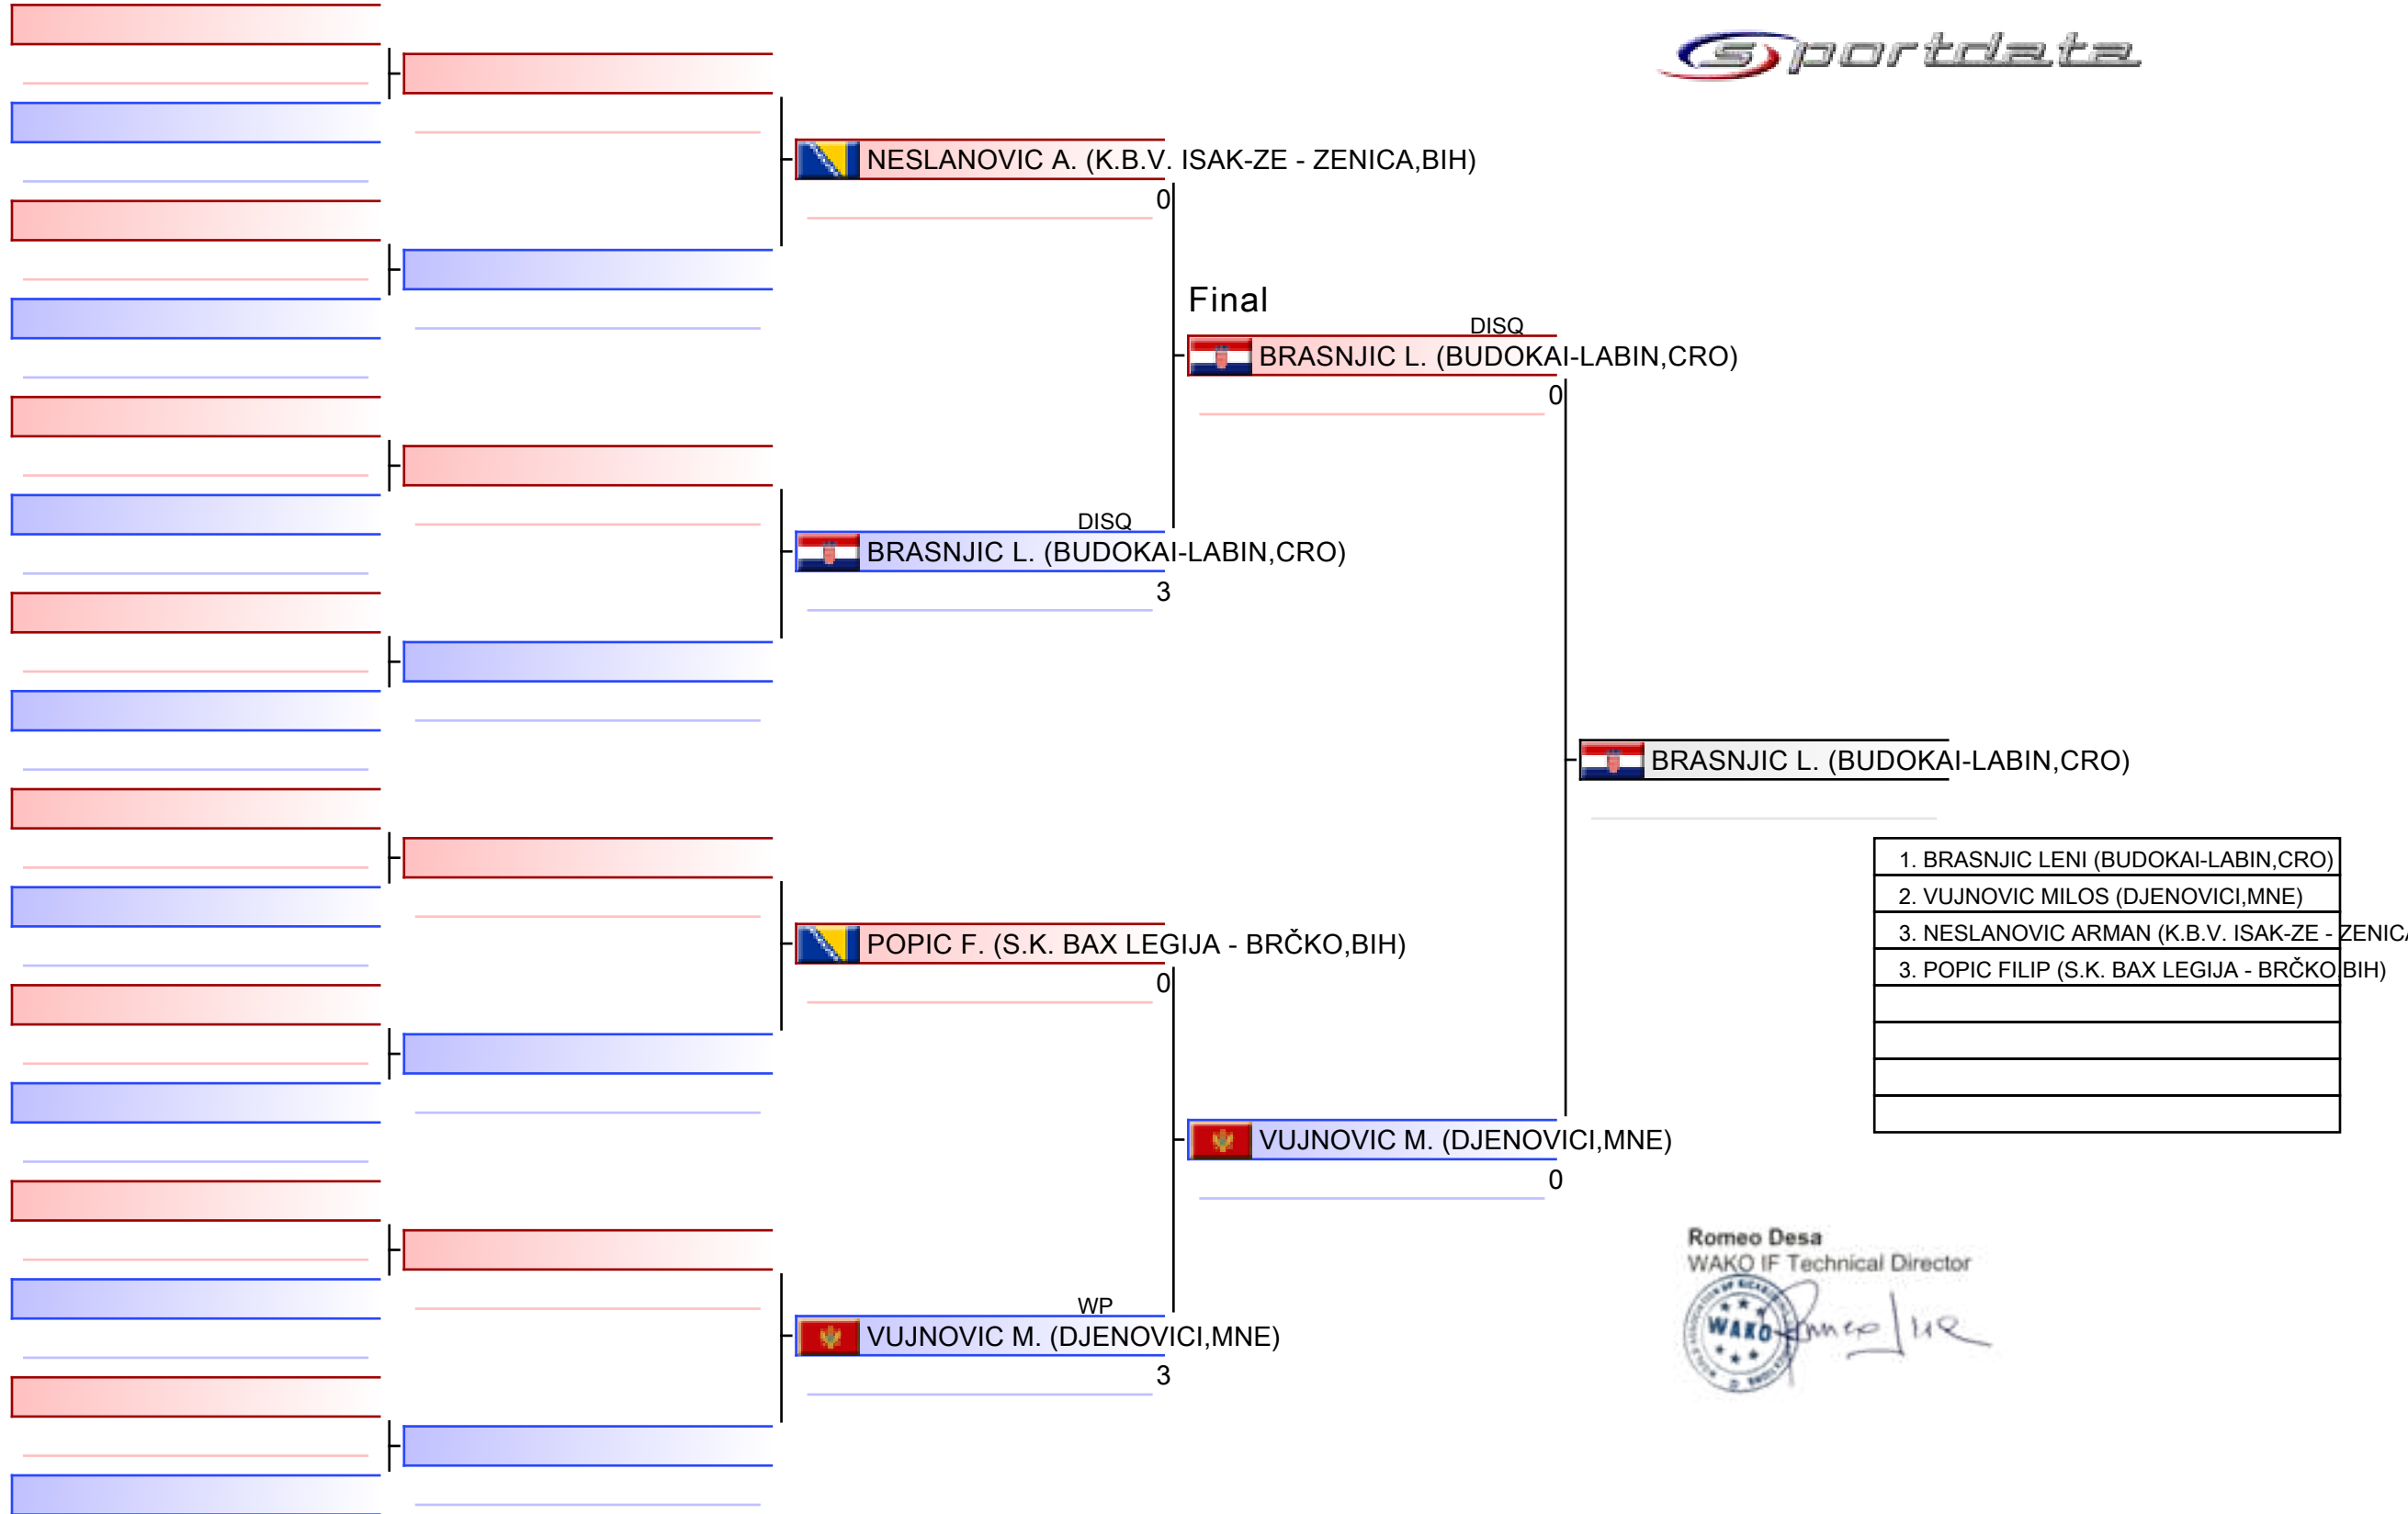 sportdata
NESLANOVIC A. (K.B.V. ISAK-ZE - ZENICA,BIH)
0
Final
DISQ
BRASNJIC L. (BUDOKAI-LABIN,CRO)
0
DISQ
BRASNJIC L. (BUDOKAI-LABIN,CRO)
3
BRASNJIC L. (BUDOKAI-LABIN,CRO)
1. BRASNJIC LENI (BUDOKAI-LABIN,CRO)
2. VUJNOVIC MILOS (DJENOVICI,MNE)
3. NESLANOVIC ARMAN (K.B.V. ISAK-ZE - ZENICA
3. POPIC FILIP (S.K. BAX LEGIJA - BRČKO,BIH)
POPIC F. (S.K. BAX LEGIJA - BRČKO,BIH)
0
VUJNOVIC M. (DJENOVICI,MNE)
0
WP
VUJNOVIC M. (DJENOVICI,MNE)
3
Romeo Desa
WAKO IF Technical Director
WAKO